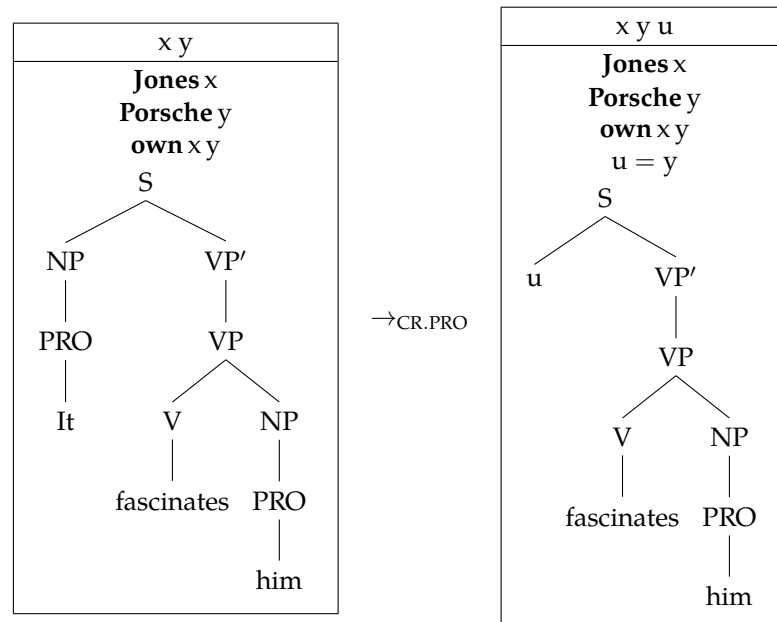 x y
Jones x
Porsche y
own x y
S
NP VP′
PRO VP
It V NP
fascinates PRO
him
→CR.PRO
x y u
Jones x
Porsche y
own x y
u = y
S
u VP′
VP
V NP
fascinates PRO
him